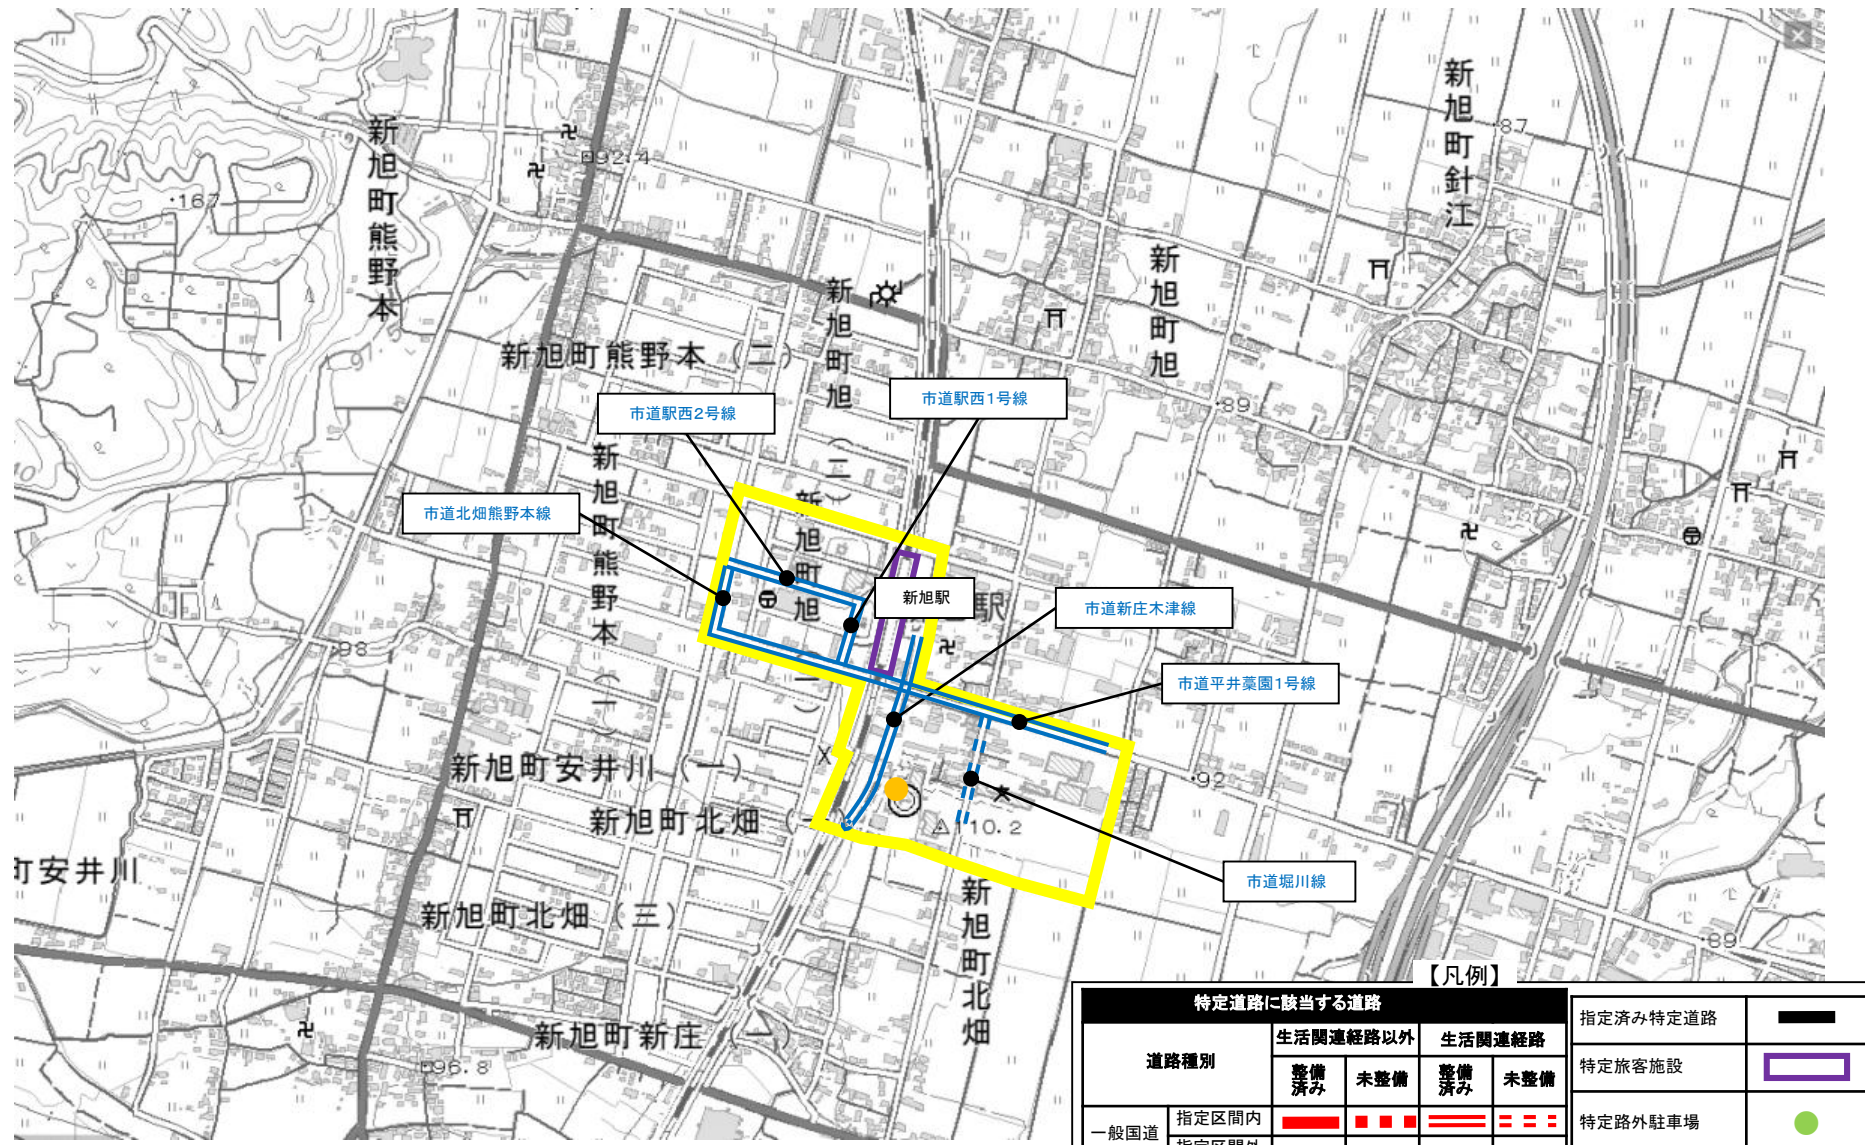 新旭町熊野本
92.4
・167
新旭町針江
・87
新旭町旭
新旭町旭(二)
新旭町熊野本(二)
市道駅西2号線
市道駅西1号線
・89
新旭町熊野本(一)
市道北畑熊野本線
新旭町旭(一)
新旭駅
駅
市道新庄木津線
・98
市道平井藁園1号線
新旭町安井川(一)
・92
新旭町北畑(一)
110.2
町安井川
市道堀川線
新旭町北畑(三)
新旭町北畑
・89
新旭町新庄(一)
96.8
【凡例】
特定道路に該当する道路
道路種別
生活関連経路以外
生活関連経路
整備済み
未整備
整備済み
未整備
一般国道
指定区間内
指定区間外
指定済み特定道路
特定旅客施設
特定路外駐車場